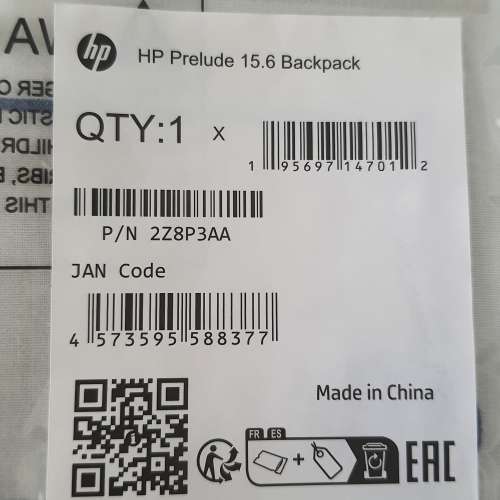 hp
HP Prelude 15.6 Backpack
QTY:1 x
1 95697 14701 2
P/N 2Z8P3AA
JAN Code
4 573595 588377
Made in China
FR ES
EAC